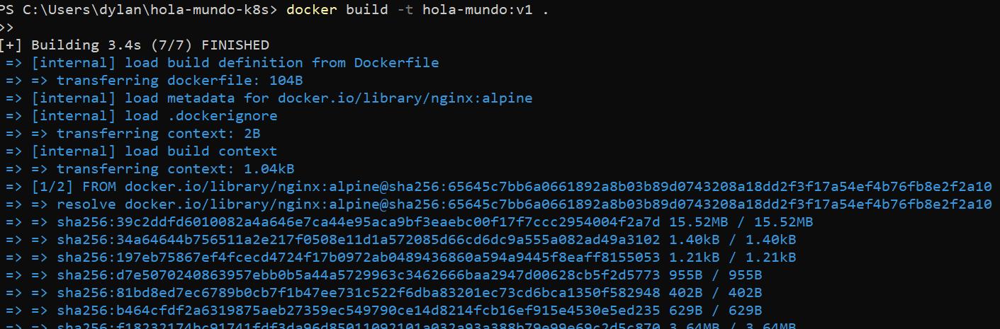 PS C:\Users\dylan\hola-mundo-k8s> docker build -t hola-mundo:v1 .
>>
[+] Building 3.4s (7/7) FINISHED
=> [internal] load build definition from Dockerfile
=> => transferring dockerfile: 104B
=> [internal] load metadata for docker.io/library/nginx:alpine
=> [internal] load .dockerignore
=> => transferring context: 2B
=> [internal] load build context
=> => transferring context: 1.04kB
=> [1/2] FROM docker.io/library/nginx:alpine@sha256:65645c7bb6a0661892a8b03b89d0743208a18dd2f3f17a54ef4b76fb8e2f2a10
=> => resolve docker.io/library/nginx:alpine@sha256:65645c7bb6a0661892a8b03b89d0743208a18dd2f3f17a54ef4b76fb8e2f2a10
=> => sha256:39c2ddfd6010082a4a646e7ca44e95aca9bf3eaebc00f17f7ccc2954004f2a7d 15.52MB / 15.52MB
=> => sha256:34a64644b756511a2e217f0508e11d1a572085d66cd6dc9a555a082ad49a3102 1.40kB / 1.40kB
=> => sha256:197eb75867ef4fcecd4724f17b0972ab0489436860a594a9445f8eaff8155053 1.21kB / 1.21kB
=> => sha256:d7e5070240863957ebb0b5a44a5729963c3462666baa2947d00628cb5f2d5773 955B / 955B
=> => sha256:81bd8ed7ec6789b0cb7f1b47ee731c522f6dba83201ec73cd6bca1350f582948 402B / 402B
=> => sha256:b464cfdf2a6319875aeb27359ec549790ce14d8214fcb16ef915e4530e5ed235 629B / 629B
=> => sha256:f18232174bc91741fdf3da96d85011092101a032a93a388b79e99e69c2d5c870 3.64MB / 3.64MB